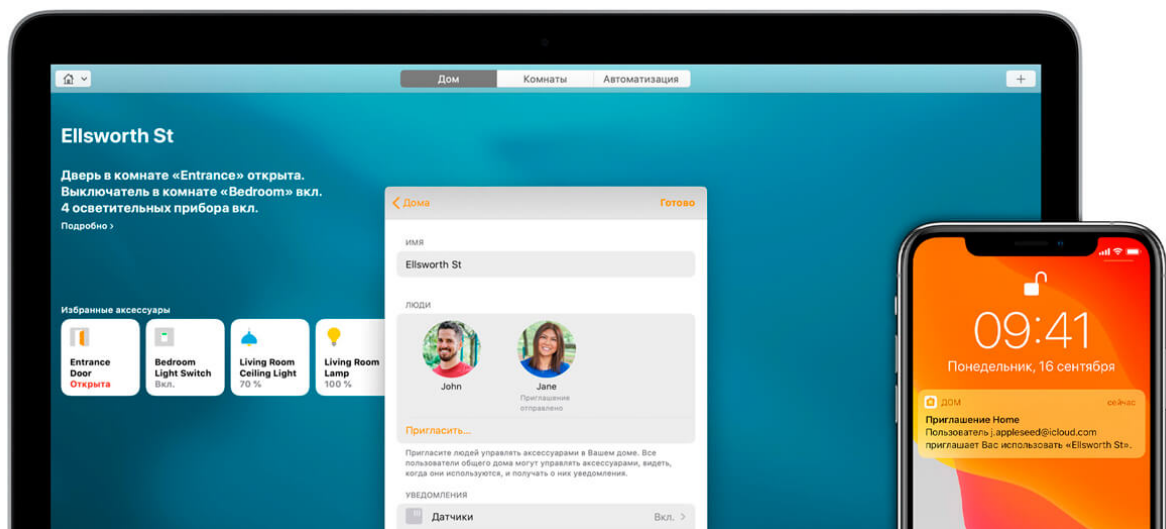 Дом
Комнаты
Автоматизация
Ellsworth St
Дверь в комнате «Entrance» открыта.
Выключатель в комнате «Bedroom» вкл.
4 осветительных прибора вкл.
Подробно >
Избранные аксессуары
Entrance
Door
Открыта
Bedroom
Light Switch
Вкл.
Living Room
Ceiling Light
70 %
Living Room
Lamp
100 %
Дома
Готово
ИМЯ
Ellsworth St
ЛЮДИ
John
Jane
Приглашение
отправлено
Пригласить...
Пригласите людей управлять аксессуарами в Вашем доме. Все
пользователи общего дома могут управлять аксессуарами, видеть,
когда они используются, и получать о них уведомления.
УВЕДОМЛЕНИЯ
Датчики
Вкл. >
09:41
Понедельник, 16 сентября
ДОМ
сейчас
Приглашение Home
Пользователь j.appleseed@icloud.com
приглашает Вас использовать «Ellsworth St».